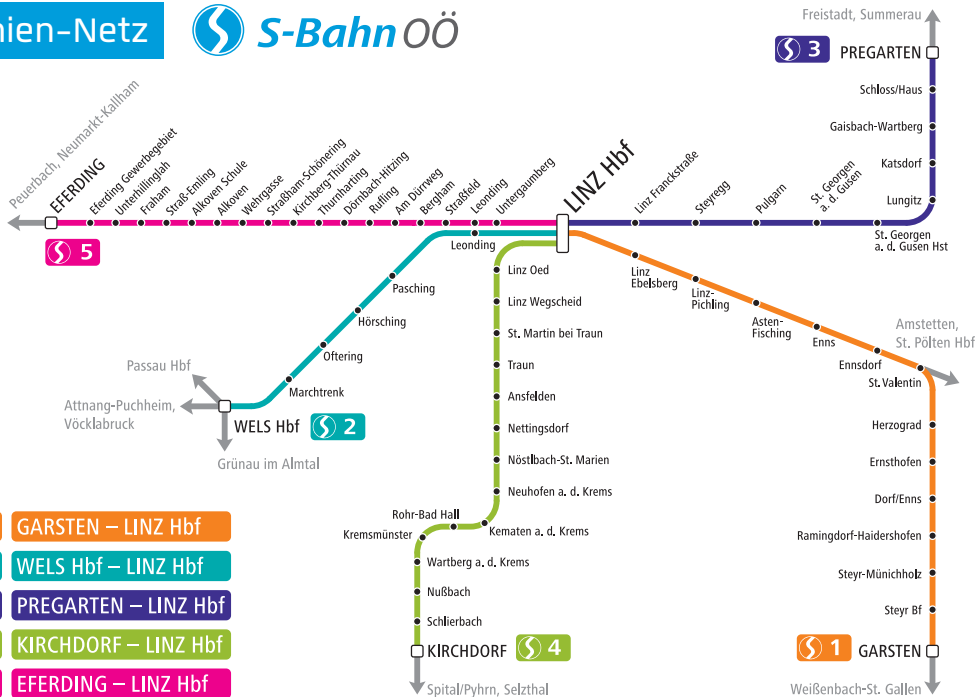 nien-Netz
S-Bahn OÖ
Freistadt, Summerau
3
PREGARTEN
Schloss/Haus
Gaisbach-Wartberg
Katsdorf
Lungitz
St. Georgen
a. d. Gusen Hst
St. Georgen
a. d. Gusen
Pulgarn
Steyregg
Linz Franckstraße
LINZ Hbf
Peuerbach, Neumarkt-Kallham
EFERDING
5
Eferding Gewerbegebiet
Unterhillinglah
Fraham
Straß-Emling
Alkoven Schule
Alkoven
Wehrgasse
Straßham-Schönering
Kirchberg-Thürnau
Thurnharting
Dörnbach-Hitzing
Rufling
Am Dürrweg
Bergham
Straßfeld
Leonding
Untergaumberg
Leonding
Pasching
Hörsching
Oftering
Marchtrenk
WELS Hbf
2
Passau Hbf
Attnang-Puchheim,
Vöcklabruck
Grünau im Almtal
Linz Oed
Linz Wegscheid
St. Martin bei Traun
Traun
Ansfelden
Nettingsdorf
Nöstlbach-St. Marien
Neuhofen a. d. Krems
Kematen a. d. Krems
Rohr-Bad Hall
Kremsmünster
Wartberg a. d. Krems
Nußbach
Schlierbach
KIRCHDORF
4
Spital/Pyhrn, Selzthal
Linz
Ebelsberg
Linz-
Pichling
Asten-
Fisching
Enns
Ennsdorf
St. Valentin
Amstetten,
St. Pölten Hbf
Herzograd
Ernsthofen
Dorf/Enns
Ramingdorf-Haidershofen
Steyr-Münichholz
Steyr Bf
1
GARSTEN
Weißenbach-St. Gallen
GARSTEN – LINZ Hbf
WELS Hbf – LINZ Hbf
PREGARTEN – LINZ Hbf
KIRCHDORF – LINZ Hbf
EFERDING – LINZ Hbf